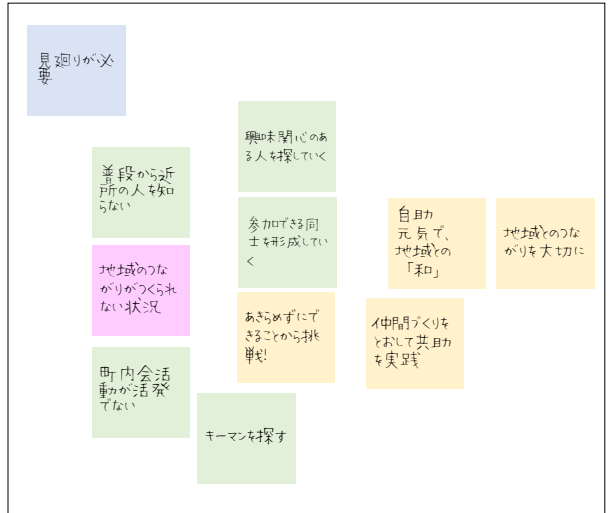 見廻りが必
要
普段から近
所の人を知
らない
地域のつな
がりがつくられ
ない状況
町内会活
動が活発
でない
興味関心のあ
る人を探していく
参加できる同
士を形成してい
く
あきらめずにで
きることから挑
戦!
キーマンを探す
自助
元気で、
地域との
「和」
地域とのつな
がりを大切に
仲間づくりを
とおして共助
を実践